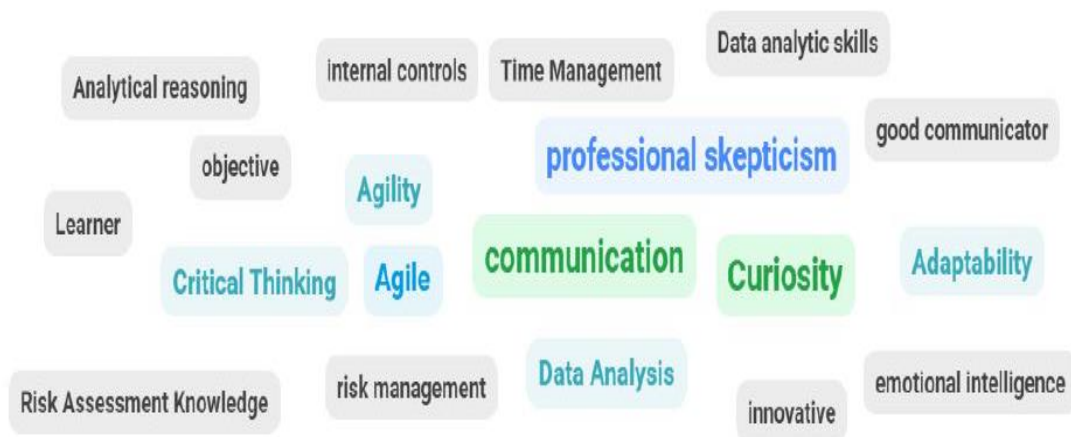 Data analytic skills
internal controls
Time Management
Analytical reasoning
good communicator
professional skepticism
objective
Agility
Learner
communication
Curiosity
Adaptability
Critical Thinking
Agile
Data Analysis
risk management
emotional intelligence
Risk Assessment Knowledge
innovative